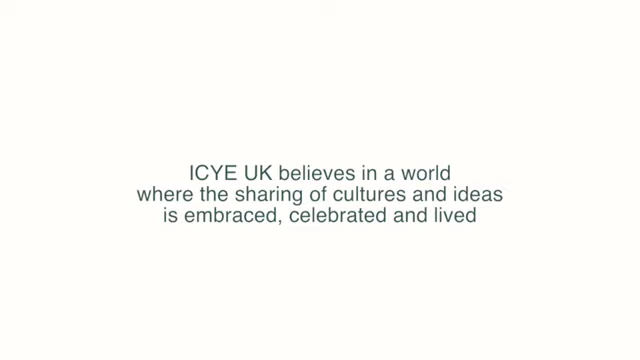 ICYE UK believes in a world
where the sharing of cultures and ideas
is embraced, celebrated and lived